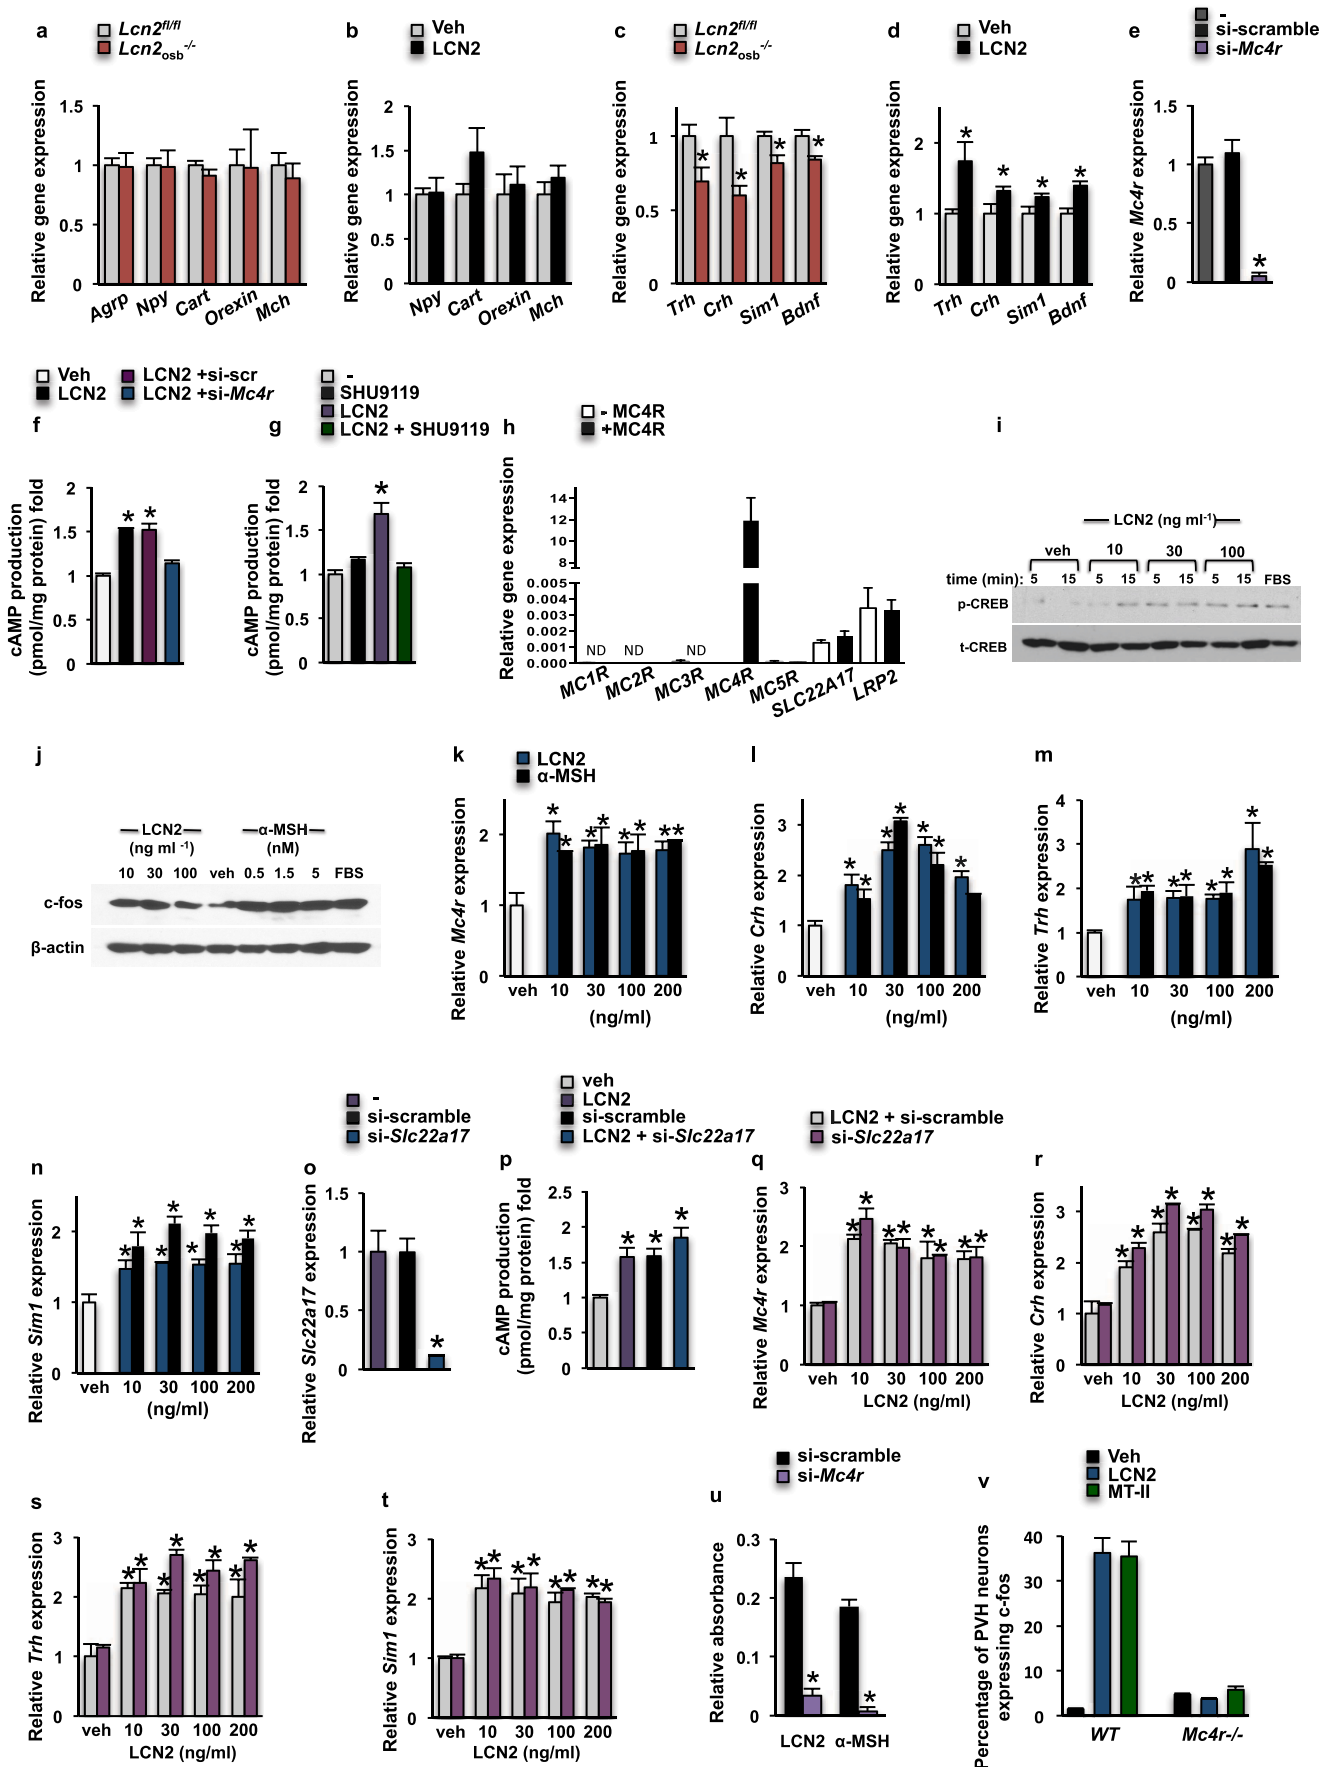 a
Lcn2fl/fl
Lcn2osb-/-
Relative gene expression
1.5
1
0.5
0
Agrp Npy Cart Orexin Mch
b
Veh
LCN2
Relative gene expression
2
1.5
1
0.5
0
Npy Cart Orexin Mch
c
Lcn2fl/fl
Lcn2osb-/-
Relative gene expression
1
0.5
0
* * * *
Trh Crh Sim1 Bdnf
d
Veh
LCN2
Relative gene expression
2
1
0
* * * *
Trh Crh Sim1 Bdnf
e
-
si-scramble
si-Mc4r
Relative Mc4r expression
1.5
1
0.5
0
*
f
Veh
LCN2
LCN2 +si-scr
LCN2 +si-Mc4r
cAMP production
(pmol/mg protein) fold
2
1.5
1
0.5
0
* *
g
-
SHU9119
LCN2
LCN2 + SHU9119
cAMP production
(pmol/mg protein) fold
2
1.5
1
0.5
0
*
h
- MC4R
+MC4R
Relative gene expression
14
12
10
8
0.005
0.004
0.003
0.002
0.001
0.000
ND ND ND
MC1R MC2R MC3R MC4R MC5R SLC22A17 LRP2
i
LCN2 (ng ml-1)
veh 10 30 100
time (min): 5 15 5 15 5 15 5 15 FBS
p-CREB
t-CREB
j
LCN2 α-MSH
(ng ml -1) (nM)
10 30 100 veh 0.5 1.5 5 FBS
c-fos
β-actin
k
LCN2
α-MSH
Relative Mc4r expression
2
1
0
* * * * * * * *
veh 10 30 100 200
(ng/ml)
l
Relative Crh expression
3
2
1
0
* * * * * * *
veh 10 30 100 200
(ng/ml)
m
Relative Trh expression
4
3
2
1
0
* * * * * * * *
veh 10 30 100 200
(ng/ml)
n
Relative Sim1 expression
2
1
0
* * * * * * * *
veh 10 30 100 200
(ng/ml)
o
-
si-scramble
si-Slc22a17
Relative Slc22a17 expression
1.5
1
0.5
0
*
p
veh
LCN2
si-scramble
LCN2 + si-Slc22a17
cAMP production
(pmol/mg protein) fold
2.5
2
1.5
1
0.5
0
* * *
q
LCN2 + si-scramble
si-Slc22a17
Relative Mc4r expression
3
2
1
0
* * * * * * * *
veh 10 30 100 200
LCN2 (ng/ml)
r
Relative Crh expression
3
2
1
0
* * * * * * * *
veh 10 30 100 200
LCN2 (ng/ml)
s
Relative Trh expression
3
2
1
0
* * * * * * * *
veh 10 30 100 200
LCN2 (ng/ml)
t
Relative Sim1 expression
3
2
1
0
* * * * * * * *
veh 10 30 100 200
LCN2 (ng/ml)
u
si-scramble
si-Mc4r
Relative absorbance
0.3
0.2
0.1
0
* *
LCN2 α-MSH
v
Veh
LCN2
MT-II
Percentage of PVH neurons
expressing c-fos
40
30
20
10
0
WT Mc4r-/-